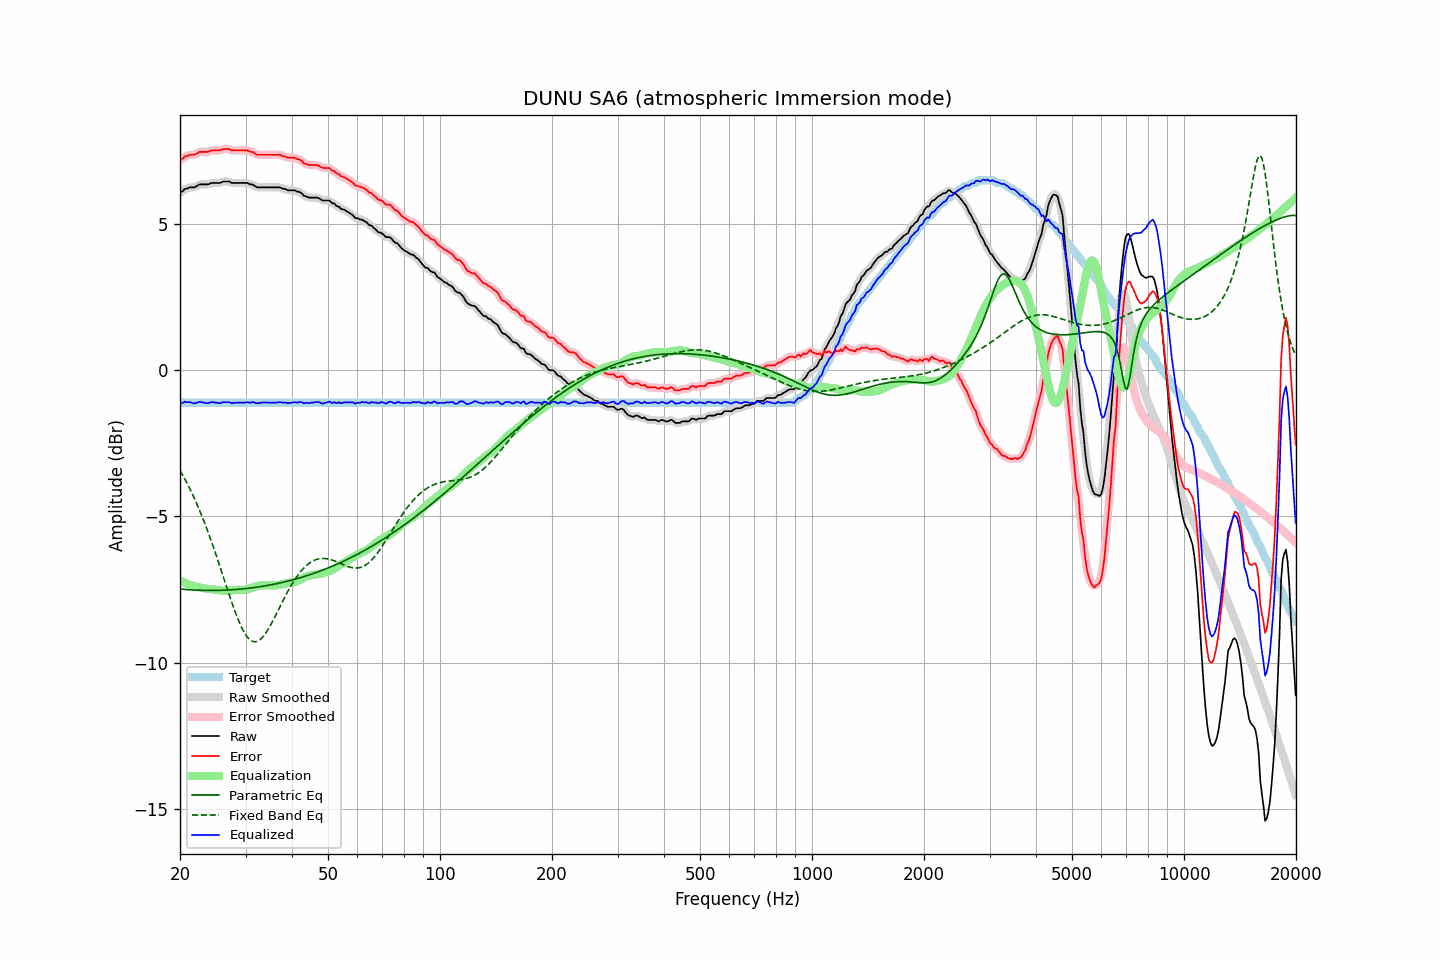 DUNU SA6 (atmospheric Immersion mode)
Amplitude (dBr)
5
0
−5
−10
−15
Target
Raw Smoothed
Error Smoothed
Raw
Error
Equalization
Parametric Eq
Fixed Band Eq
Equalized
20 50 100 200 500 1000 2000 5000 10000 20000
Frequency (Hz)